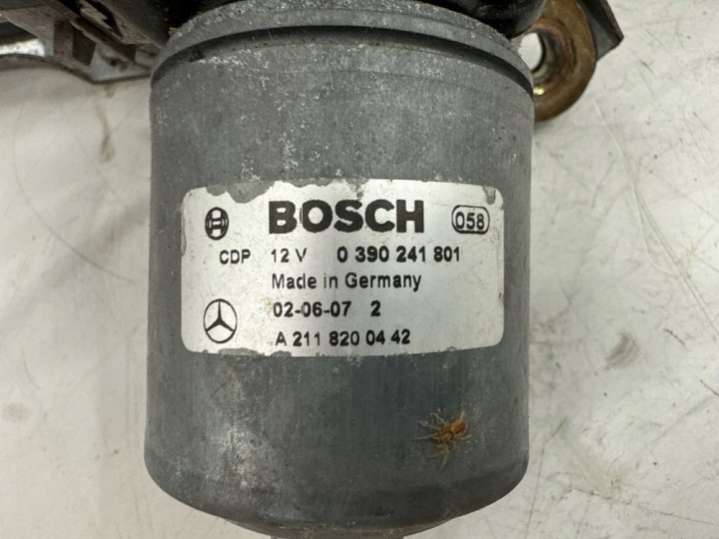 BOSCH 058
CDP 12 V 0 390 241 801
Made in Germany
02-06-07 2
A 211 820 04 42